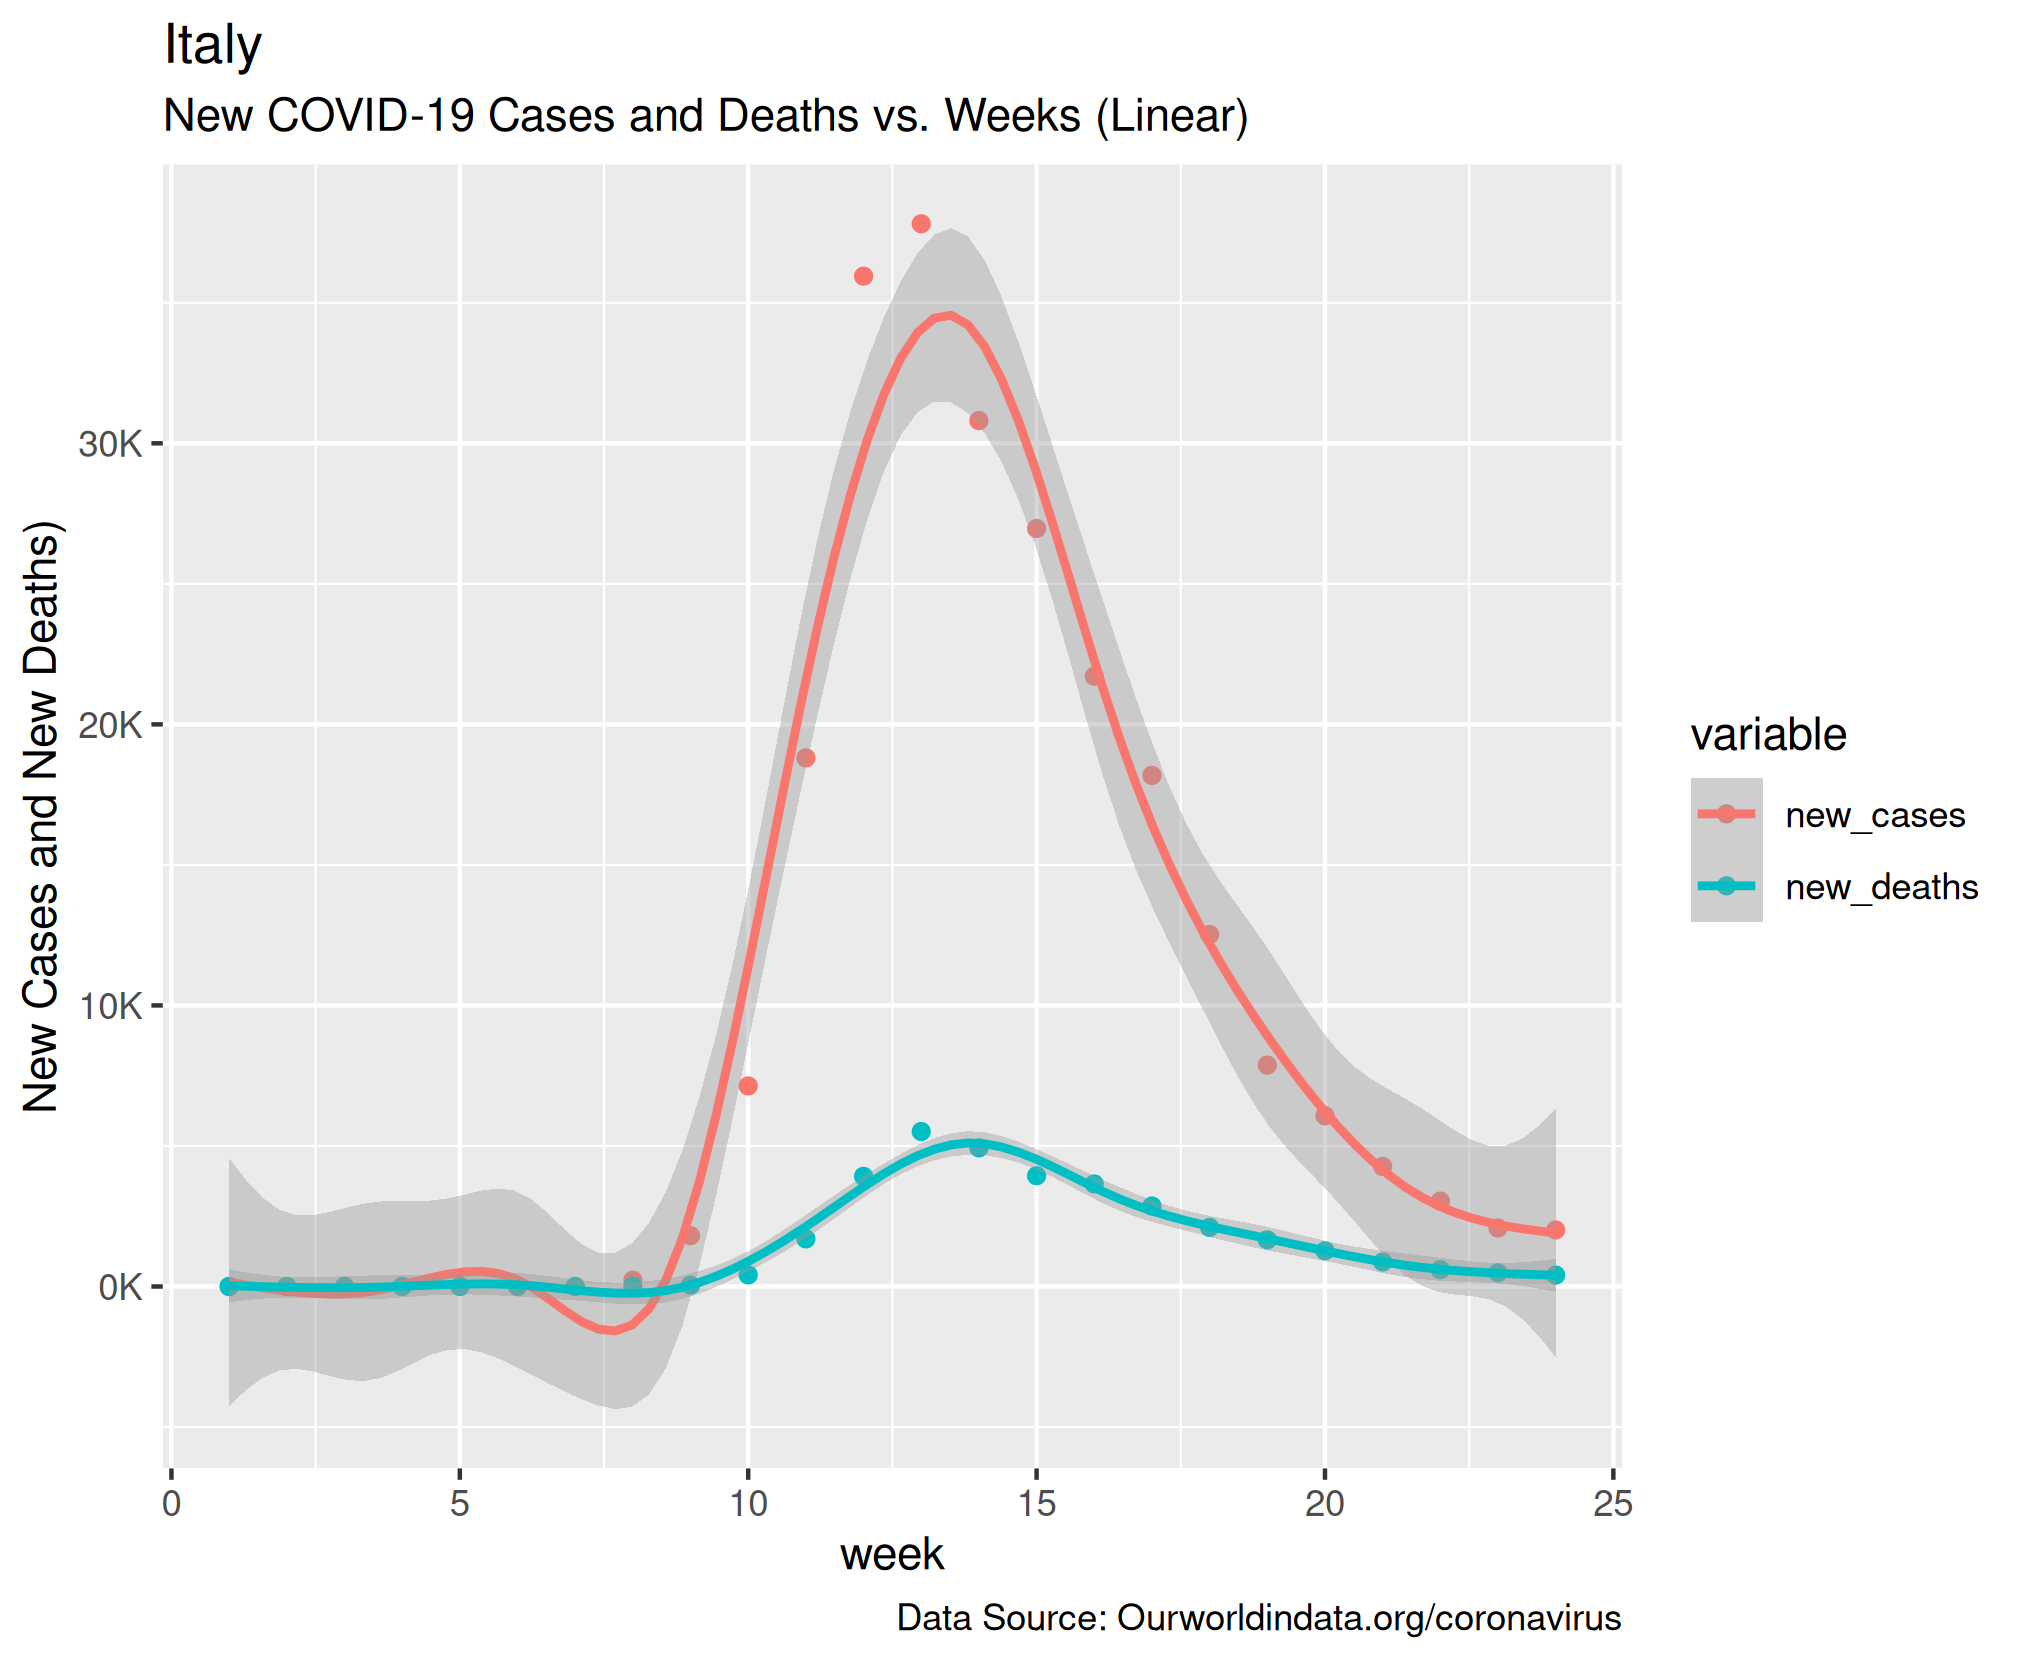 Italy
New COVID-19 Cases and Deaths vs. Weeks (Linear)
New Cases and New Deaths)
30K
20K
10K
0K
0 5 10 15 20 25
week
variable
new_cases
new_deaths
Data Source: Ourworldindata.org/coronavirus